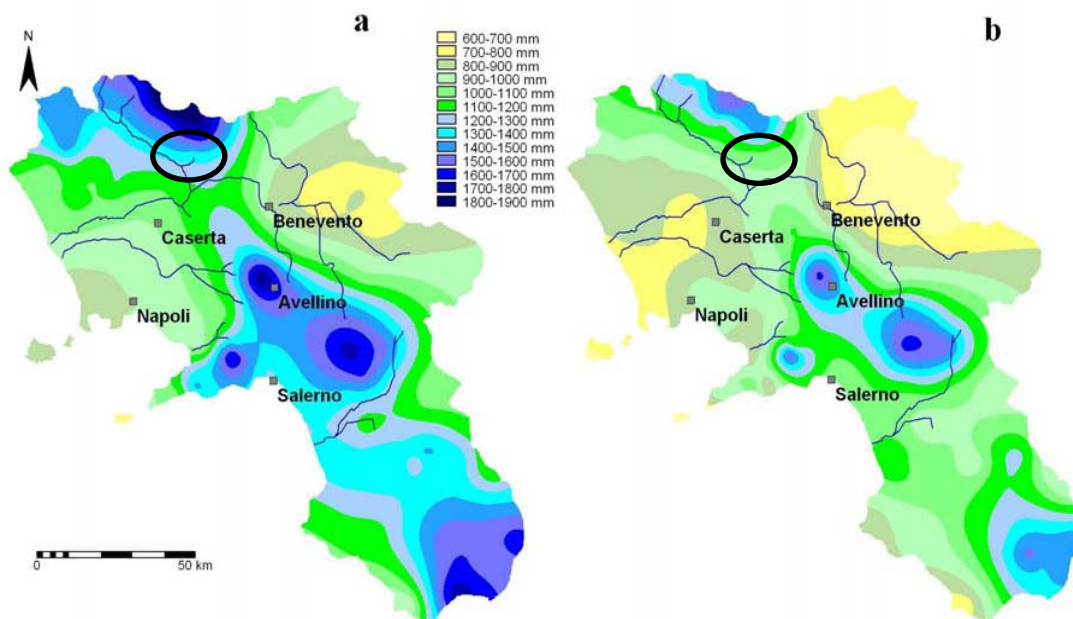 a
b
N
600-700 mm
700-800 mm
800-900 mm
900-1000 mm
1000-1100 mm
1100-1200 mm
1200-1300 mm
1300-1400 mm
1400-1500 mm
1500-1600 mm
1600-1700 mm
1700-1800 mm
1800-1900 mm
Benevento
Caserta
Avellino
Napoli
Salerno
0 50 km
Benevento
Caserta
Avellino
Napoli
Salerno